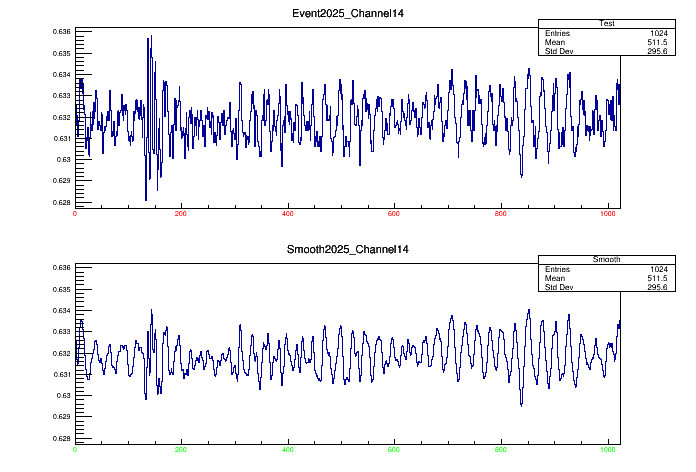 Event2025_Channel14
Test
Entries 1024
Mean 511.5
Std Dev 295.6
0.636
0.635
0.634
0.633
0.632
0.631
0.63
0.629
0.628
0 200 400 600 800 1000
Smooth2025_Channel14
Smooth
Entries 1024
Mean 511.5
Std Dev 295.6
0.636
0.635
0.634
0.633
0.632
0.631
0.63
0.629
0.628
0 200 400 600 800 1000